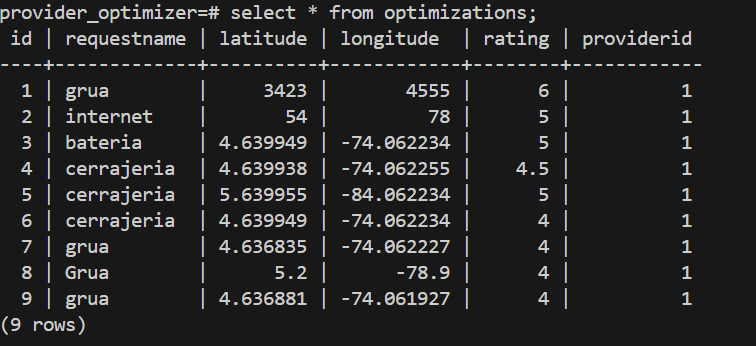 provider_optimizer=# select * from optimizations;
 id | requestname | latitude | longitude  | rating | providerid
----+-------------+----------+------------+--------+------------
  1 | grua        |     3423 |       4555 |      6 |          1
  2 | internet    |       54 |         78 |      5 |          1
  3 | bateria     | 4.639949 | -74.062234 |      5 |          1
  4 | cerrajeria  | 4.639938 | -74.062255 |    4.5 |          1
  5 | cerrajeria  | 5.639955 | -84.062234 |      5 |          1
  6 | cerrajeria  | 4.639949 | -74.062234 |      4 |          1
  7 | grua        | 4.636835 | -74.062227 |      4 |          1
  8 | Grua        |      5.2 |      -78.9 |      4 |          1
  9 | grua        | 4.636881 | -74.061927 |      4 |          1
(9 rows)